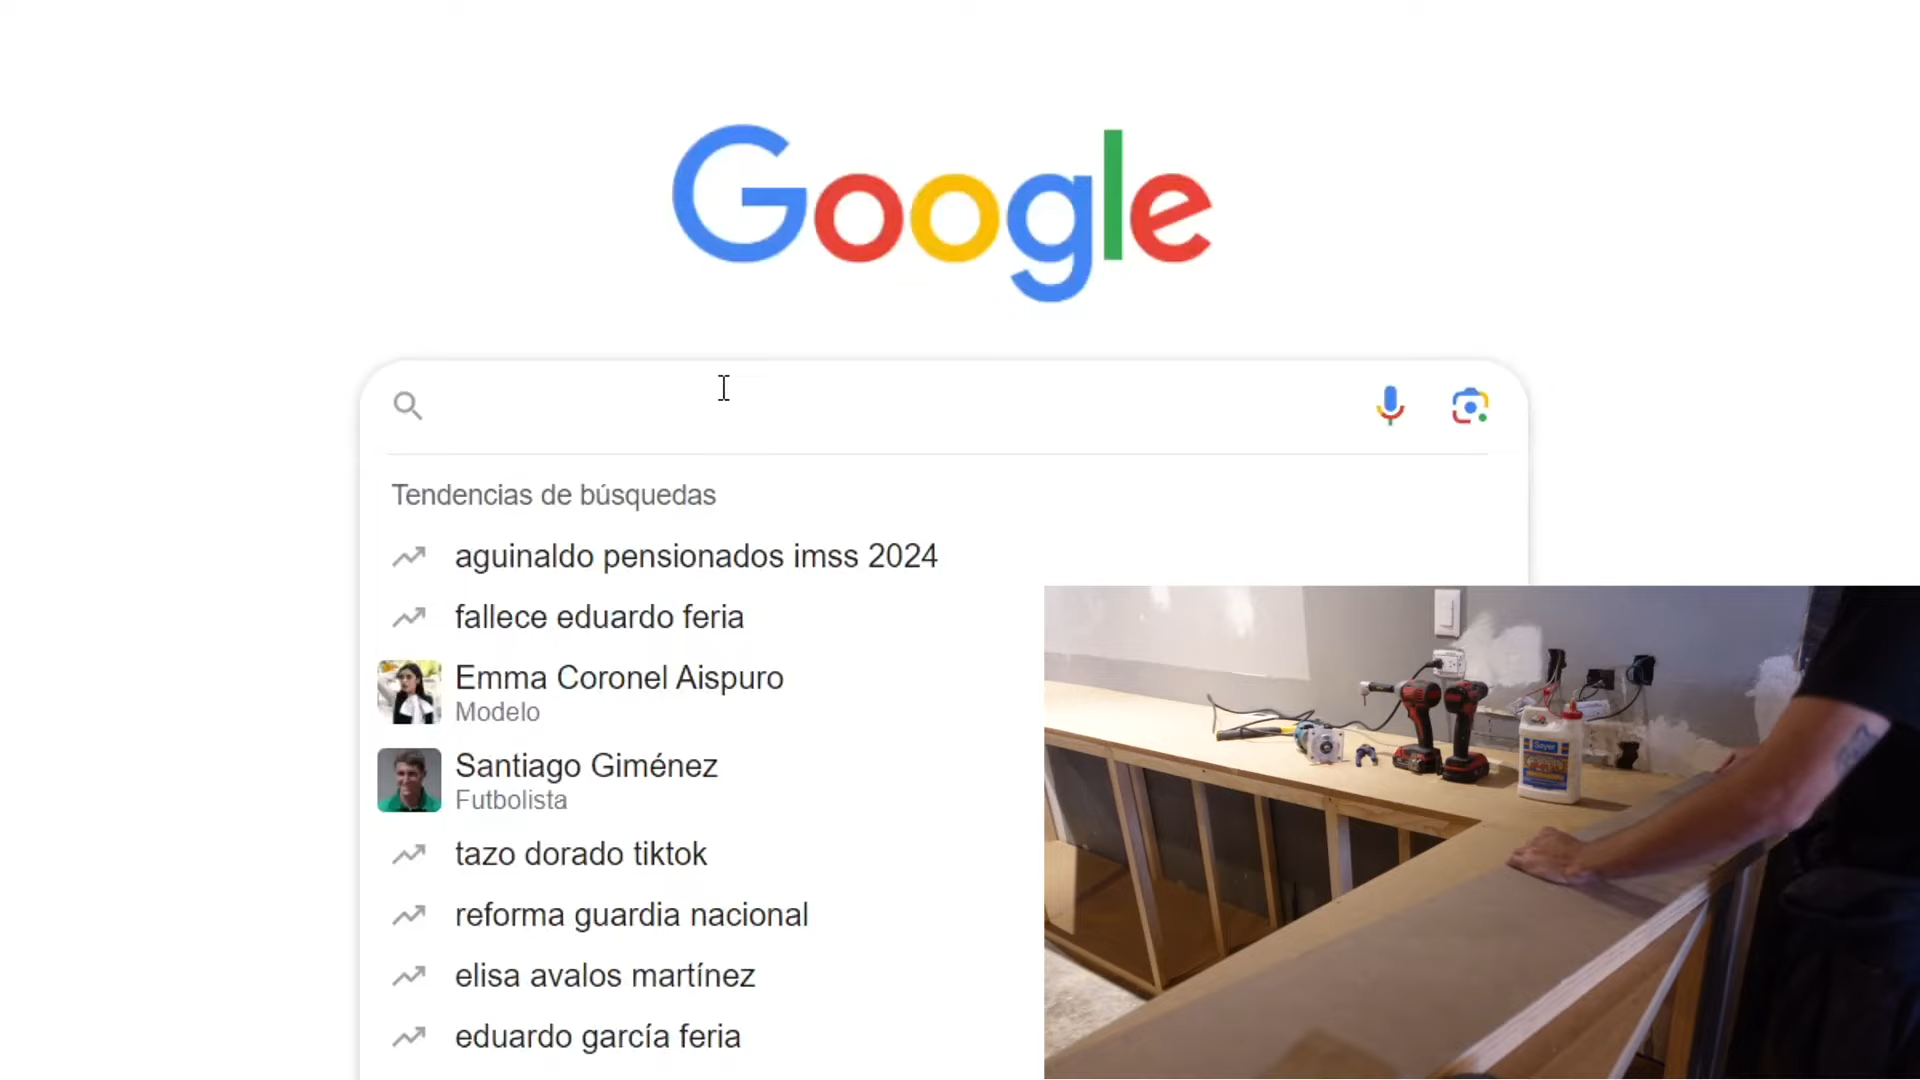 Google
Tendencias de búsquedas
aguinaldo pensionados imss 2024
fallece eduardo feria
Emma Coronel Aispuro
Modelo
Santiago Giménez
Futbolista
tazo dorado tiktok
reforma guardia nacional
elisa avalos martínez
eduardo garcía feria
Sayer